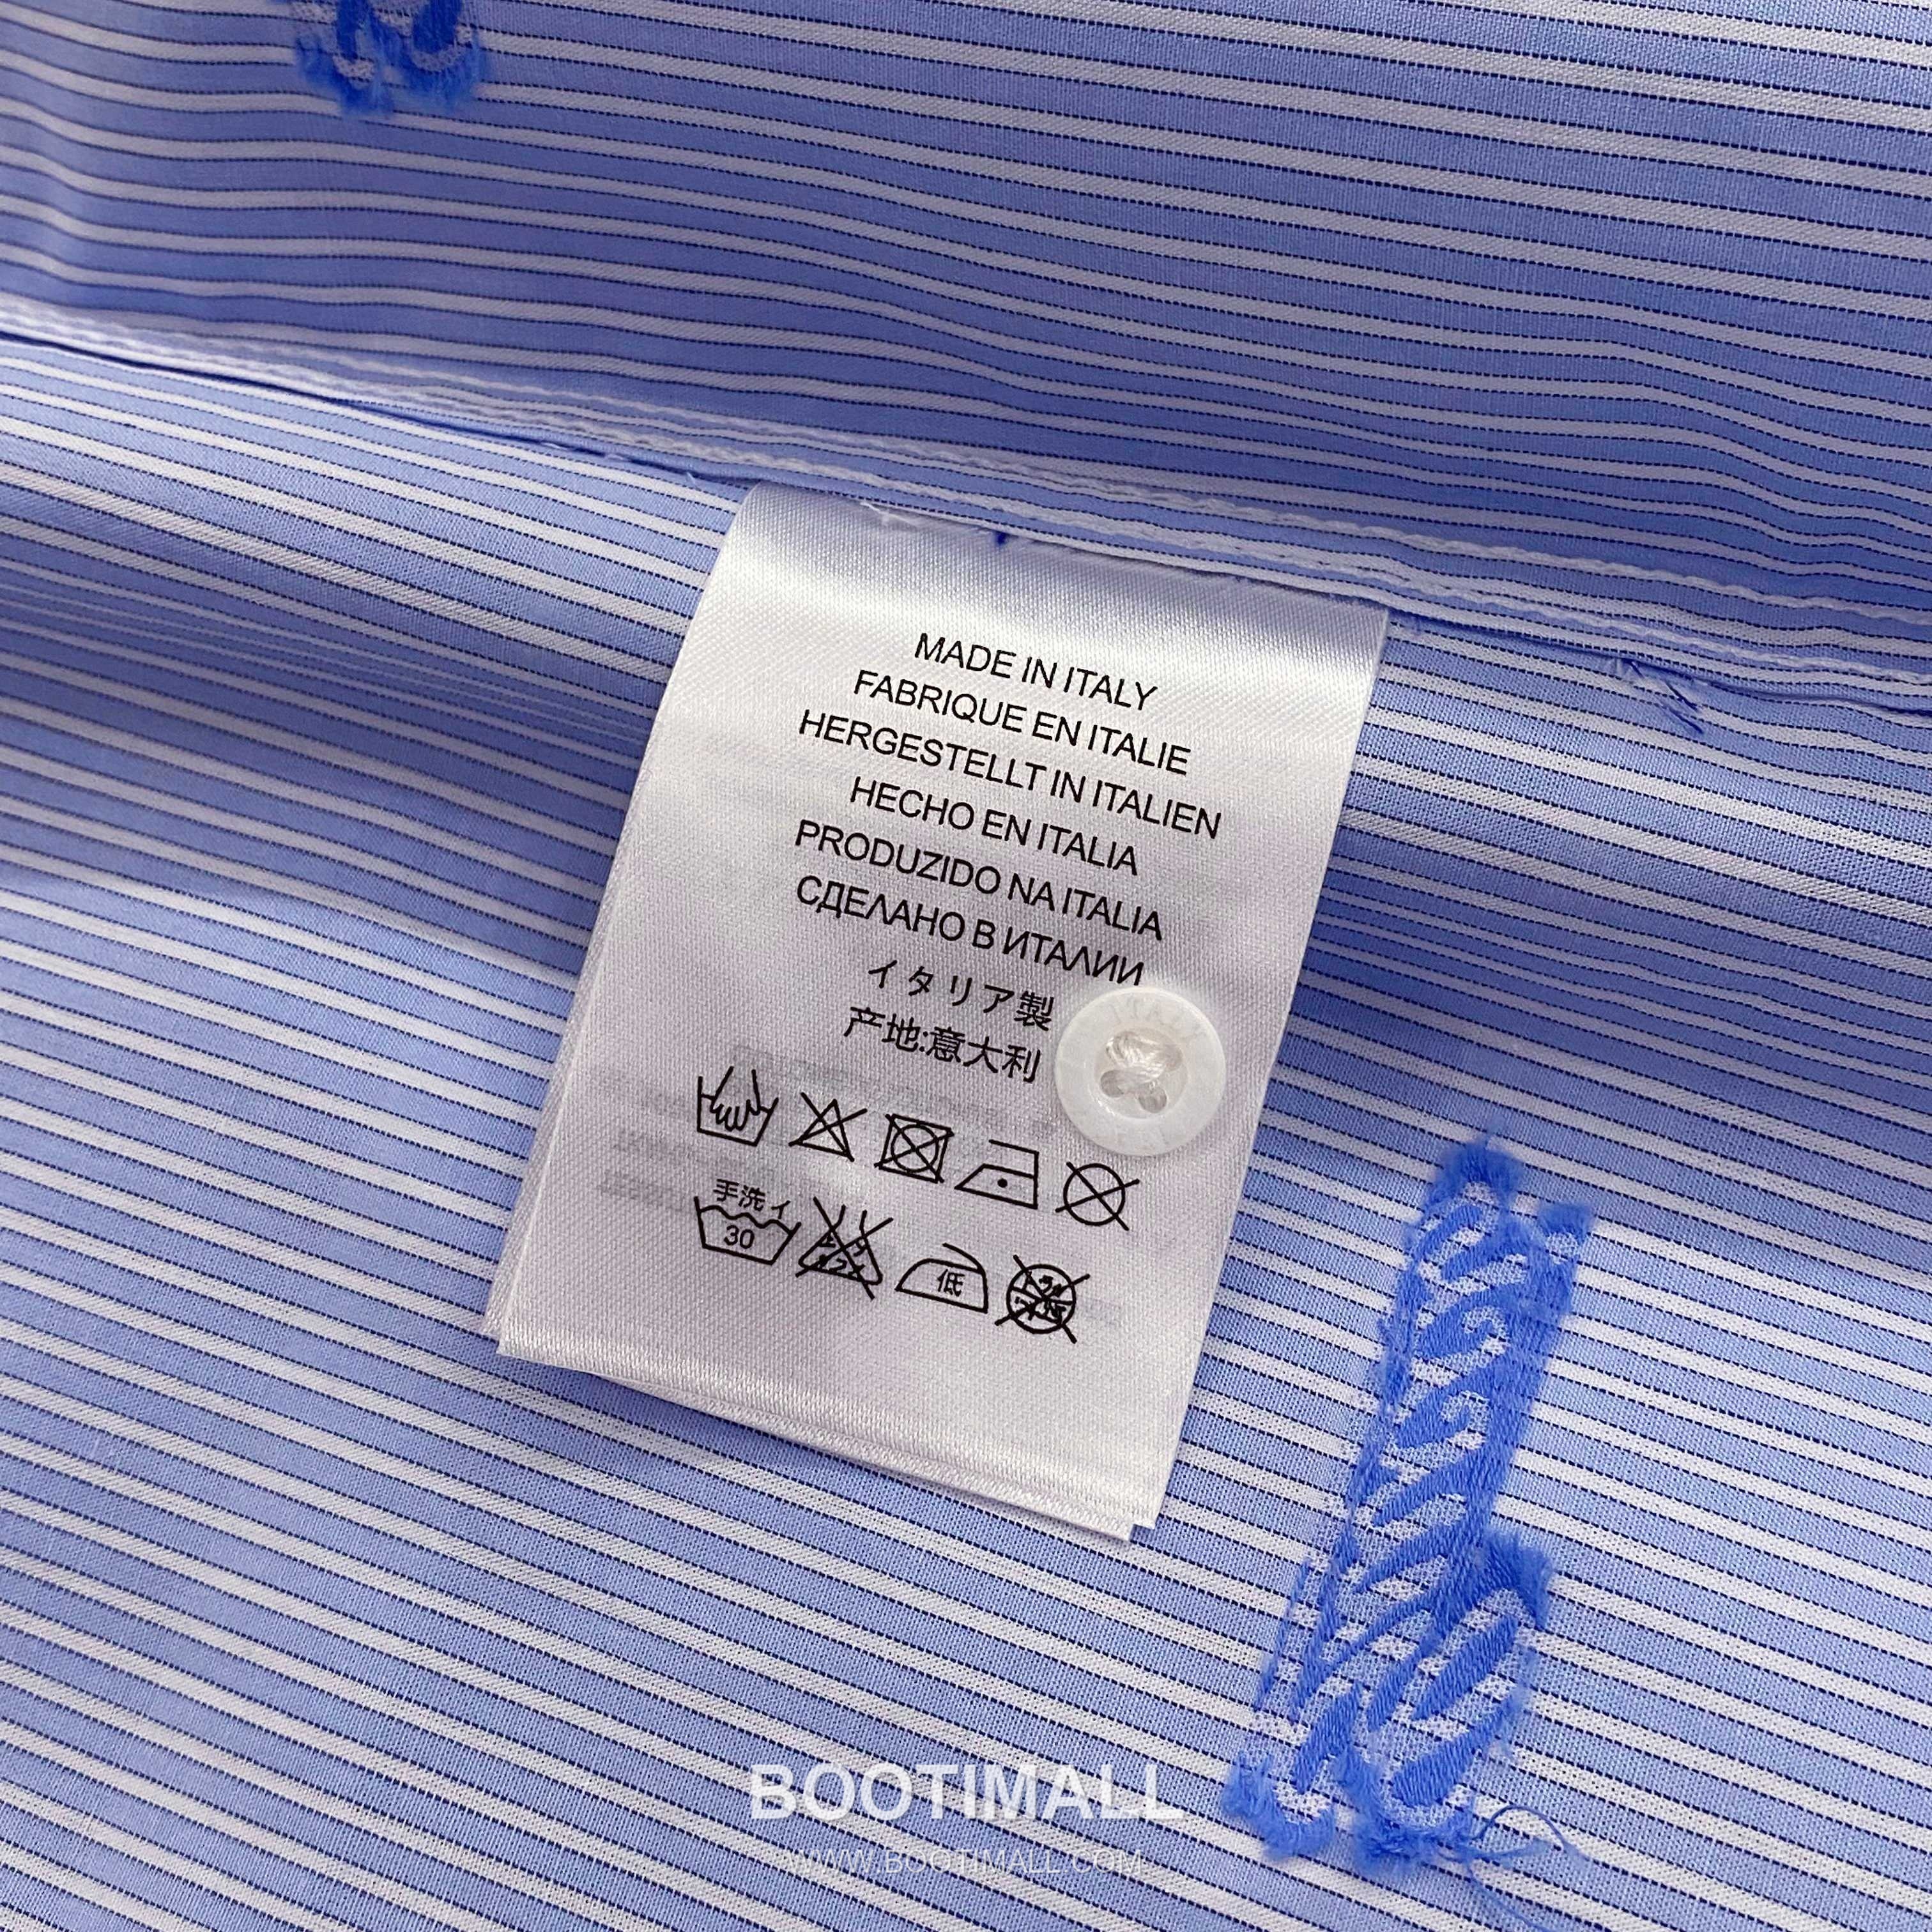 MADE IN ITALY
FABRIQUE EN ITALIE
HERGESTELLT IN ITALIEN
HECHO EN ITALIA
PRODUZIDO NA ITALIA
СДЕЛАНО В ИТАЛИИ
イタリア製
产地:意大利
手洗イ
30
低
BOOTIMALL
WWW.BOOTIMALL.COM